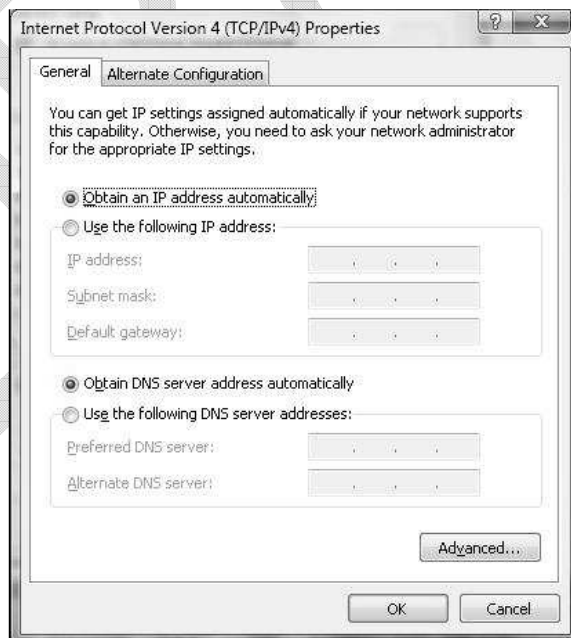 Internet Protocol Version 4 (TCP/IPv4) Properties
General
Alternate Configuration
You can get IP settings assigned automatically if your network supports
this capability. Otherwise, you need to ask your network administrator
for the appropriate IP settings.
Obtain an IP address automatically
Use the following IP address:
IP address:
Subnet mask:
Default gateway:
Obtain DNS server address automatically
Use the following DNS server addresses:
Preferred DNS server:
Alternate DNS server:
Advanced...
OK
Cancel